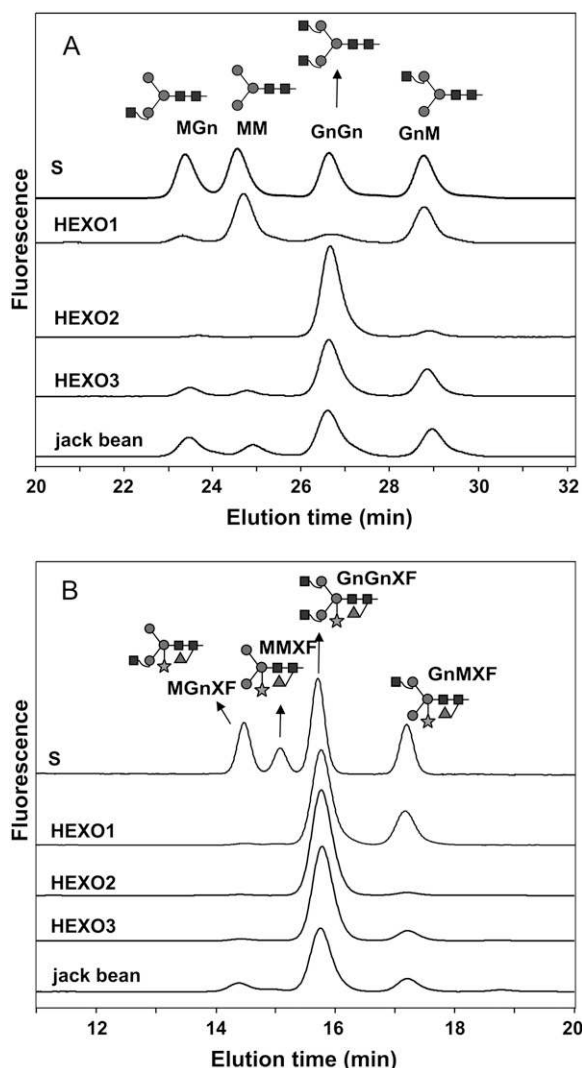 A
MGn MM GnGn GnM
S
HEXO1
HEXO2
HEXO3
jack bean
Fluorescence
20 22 24 26 28 30 32
Elution time (min)
B
GnGnXF
MMXF
GnMXF
MGnXF
S
HEXO1
HEXO2
HEXO3
jack bean
Fluorescence
12 14 16 18 20
Elution time (min)